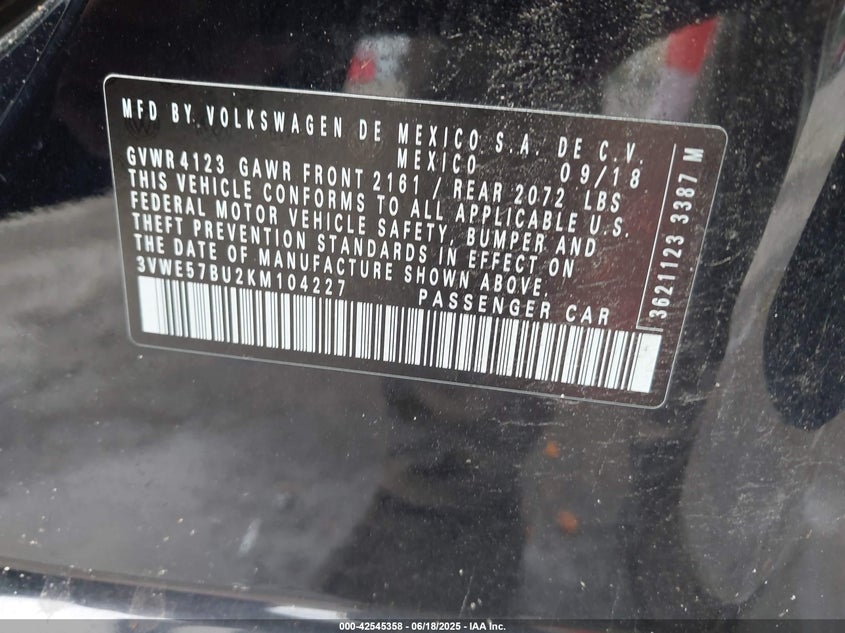 MFD BY VOLKSWAGEN DE MEXICO S.A. DE C.V.
MEXICO 09/18
GVWR 4123 GAWR FRONT 2161 / REAR 2072 LBS
THIS VEHICLE CONFORMS TO ALL APPLICABLE U.S.
FEDERAL MOTOR VEHICLE SAFETY, BUMPER AND
THEFT PREVENTION STANDARDS IN EFFECT ON
THE DATE OF MANUFACTURE SHOWN ABOVE.
3VWE57BU2KM104227 PASSENGER CAR
3621123 3387 M
000-42545358 - 06/18/2025 - IAA Inc.